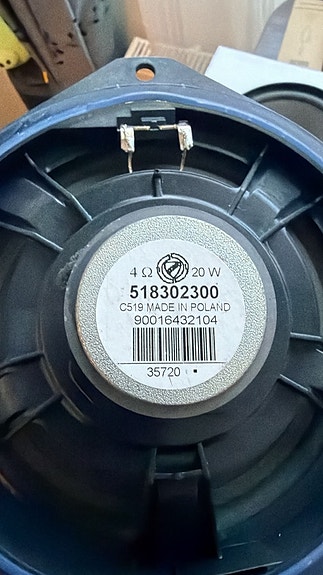 4 Ω 20 W
518302300
C519 MADE IN POLAND
90016432104
35720